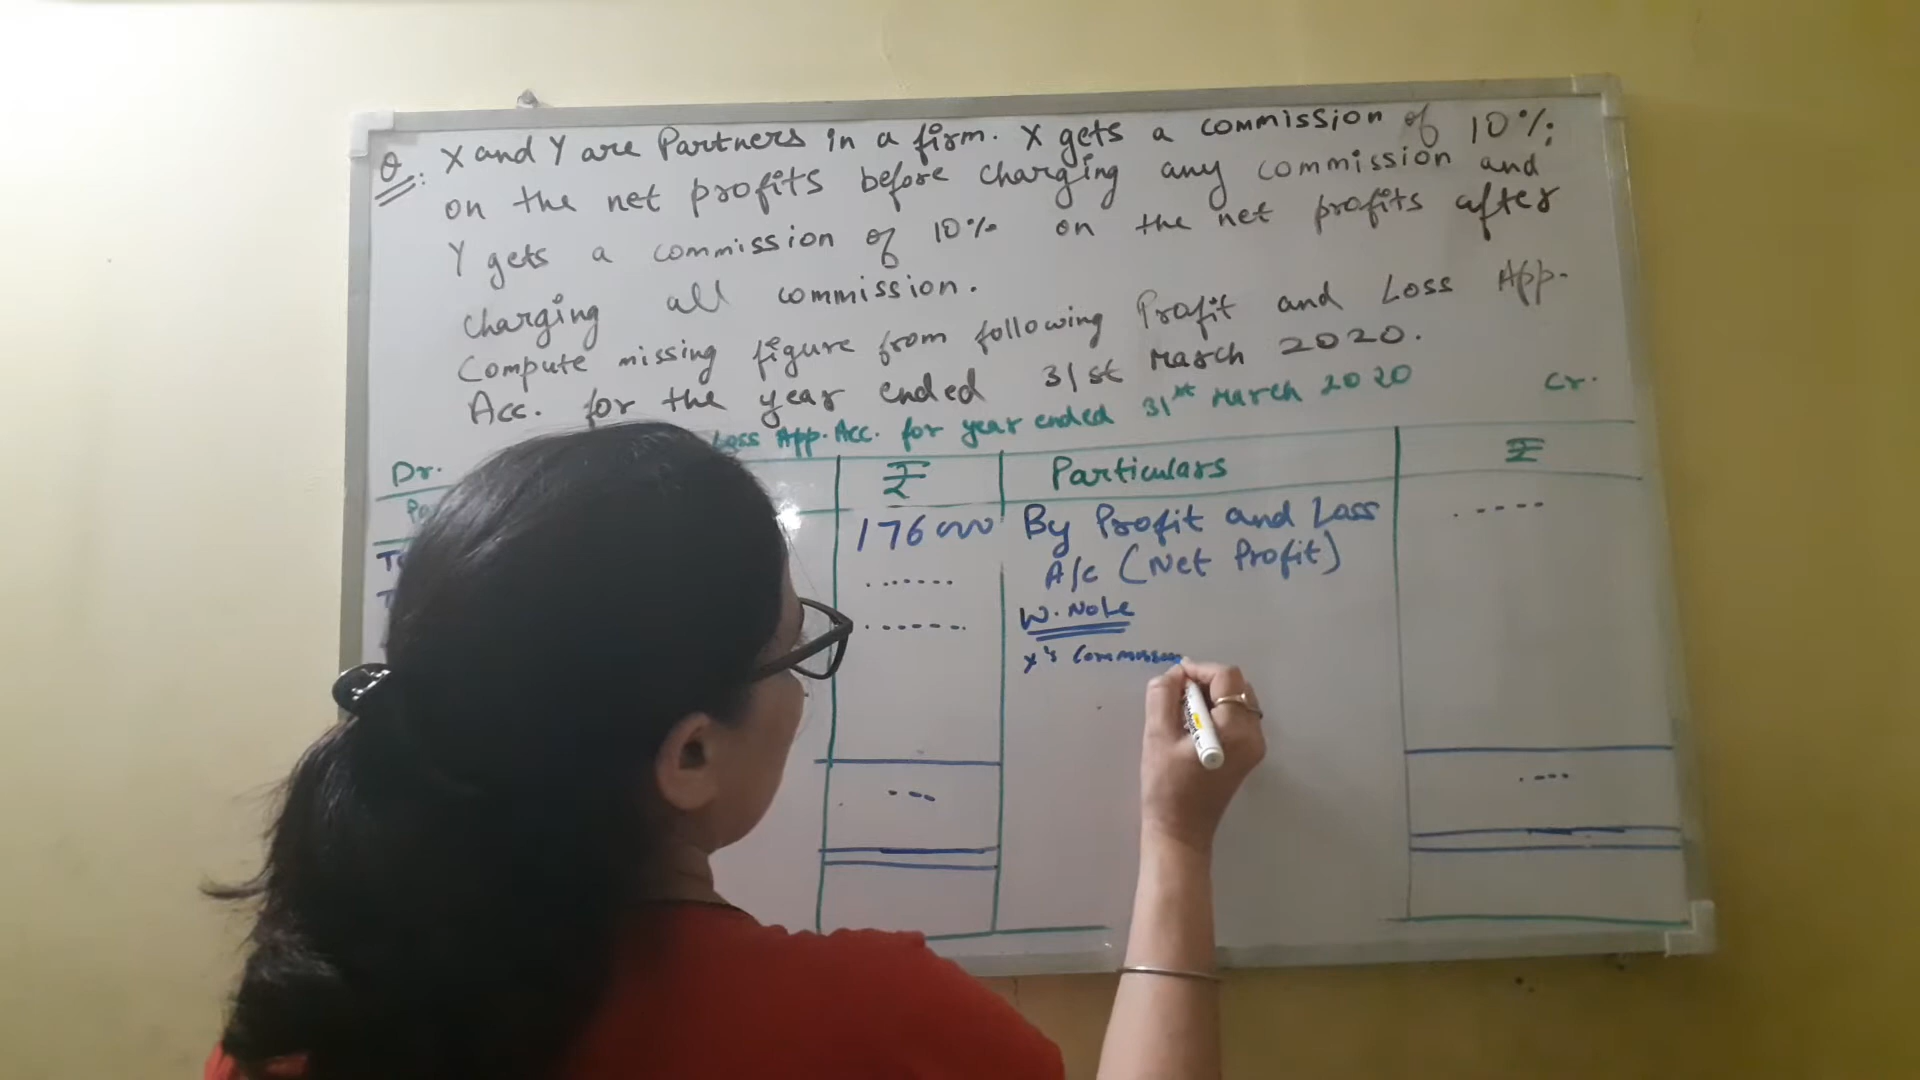 Q: X and Y are Partners in a firm. X gets a commission of 10%
on the net profits before charging any commission and
Y gets a commission of 10% on the net profits after
charging all commission.
Compute missing figure from following Profit and Loss App.
Acc. for the year ended 31st March 2020.
Loss App. Acc. for year ended 31st March 2020
Dr. Cr.
₹ Particulars ₹
176000 By Profit and Loss .....
....... A/c (Net Profit)
....... W. Note
X's Commission
... ....